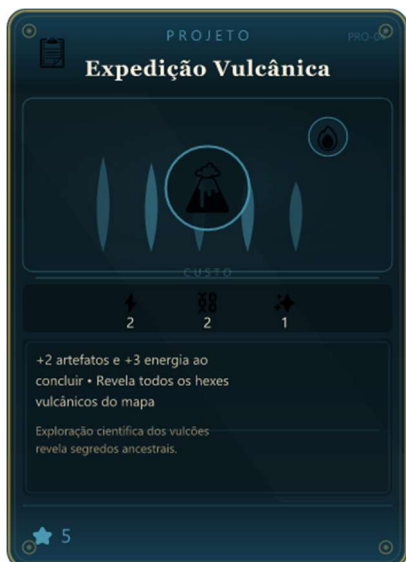 PROJETO
Expedição Vulcânica
CUSTO
2 2 1
+2 artefatos e +3 energia ao
concluir • Revela todos os hexes
vulcânicos do mapa
Exploração científica dos vulcões
revela segredos ancestrais.
5